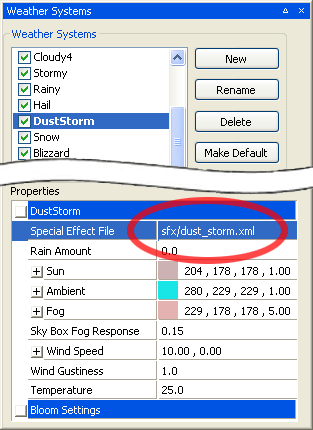 Weather Systems
Weather Systems
Cloudy4
Stormy
Rainy
Hail
DustStorm
Snow
Blizzard
New
Rename
Delete
Make Default
Properties
DustStorm
Special Effect File sfx/dust_storm.xml
Rain Amount 0.0
Sun 204 , 178 , 178 , 1.00
Ambient 280 , 229 , 229 , 1.00
Fog 229 , 178 , 178 , 5.00
Sky Box Fog Response 0.15
Wind Speed 10.00 , 0.00
Wind Gustiness 1.0
Temperature 25.0
Bloom Settings